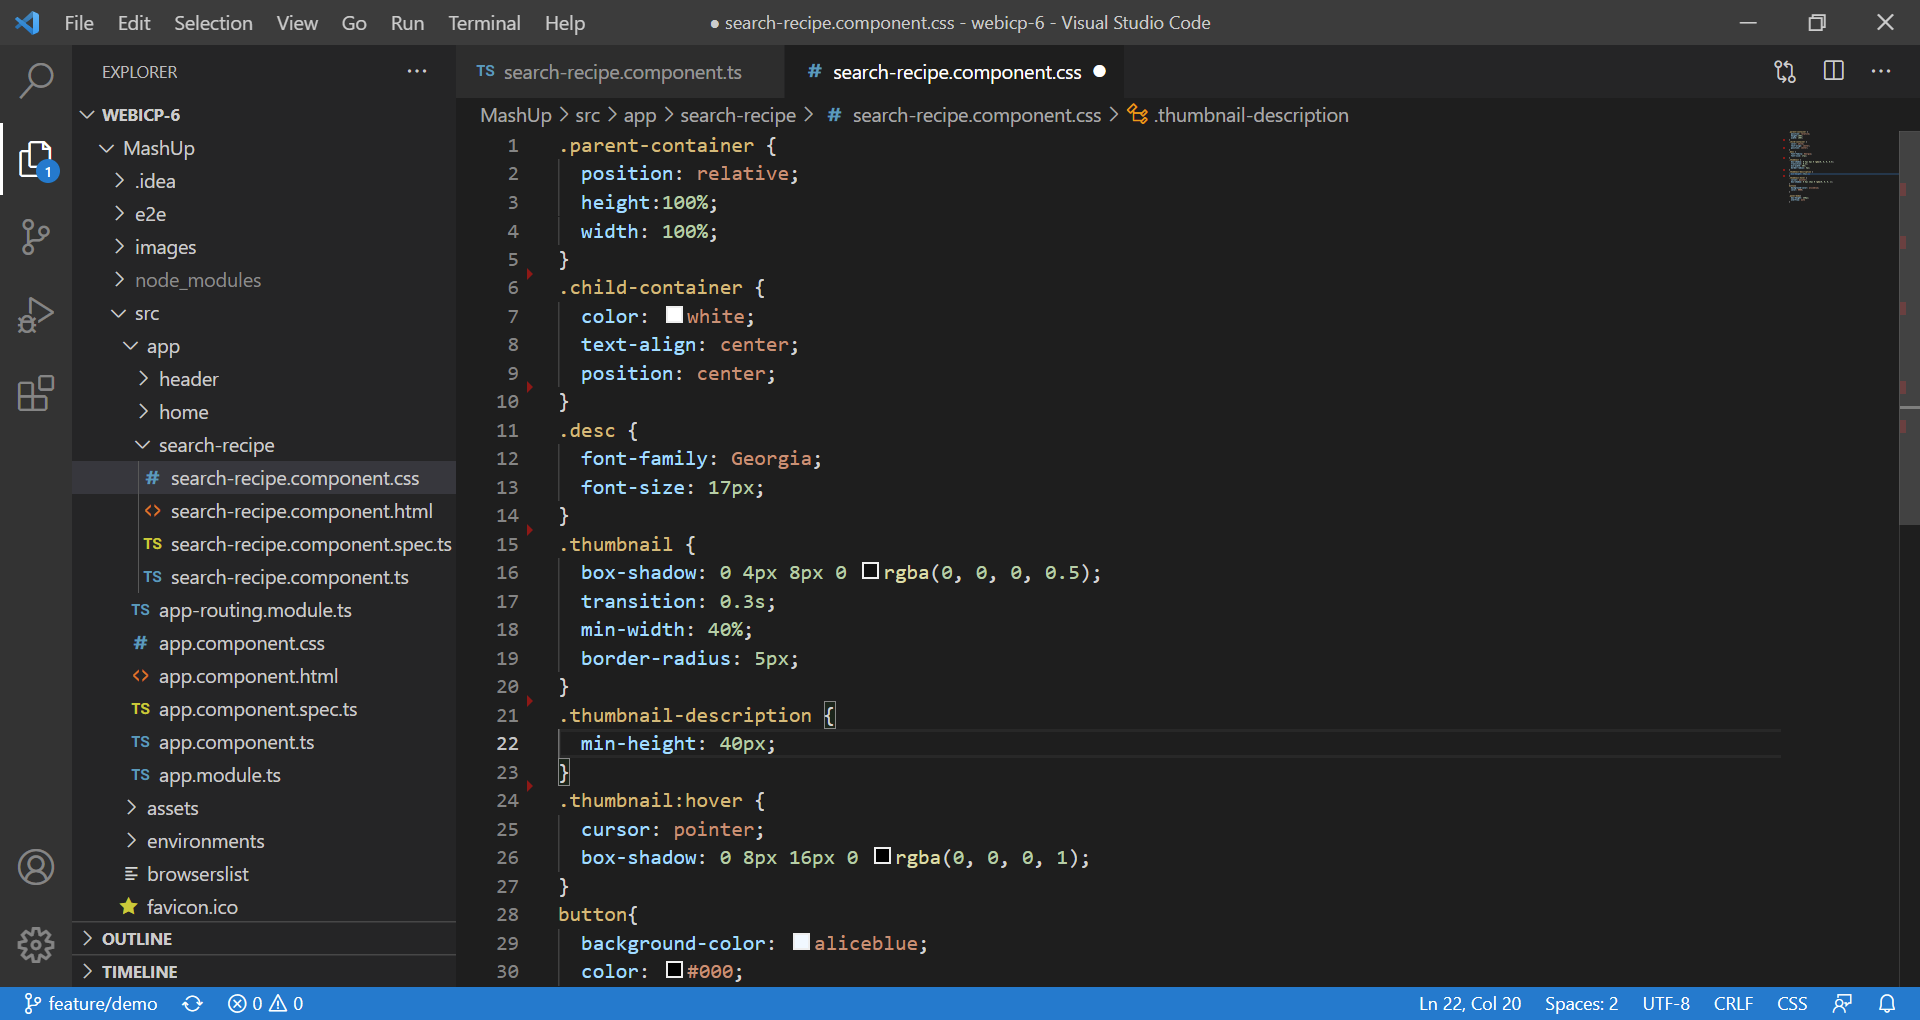 File Edit Selection View Go Run Terminal Help
● search-recipe.component.css - webicp-6 - Visual Studio Code
EXPLORER
WEBICP-6
MashUp
.idea
e2e
images
node_modules
src
app
header
home
search-recipe
# search-recipe.component.css
<> search-recipe.component.html
TS search-recipe.component.spec.ts
TS search-recipe.component.ts
TS app-routing.module.ts
# app.component.css
<> app.component.html
TS app.component.spec.ts
TS app.component.ts
TS app.module.ts
assets
environments
browserslist
favicon.ico
OUTLINE
TIMELINE
1
TS search-recipe.component.ts
# search-recipe.component.css ●
MashUp > src > app > search-recipe > # search-recipe.component.css > .thumbnail-description
1 .parent-container {
2 position: relative;
3 height:100%;
4 width: 100%;
5 }
6 .child-container {
7 color: white;
8 text-align: center;
9 position: center;
10 }
11 .desc {
12 font-family: Georgia;
13 font-size: 17px;
14 }
15 .thumbnail {
16 box-shadow: 0 4px 8px 0 rgba(0, 0, 0, 0.5);
17 transition: 0.3s;
18 min-width: 40%;
19 border-radius: 5px;
20 }
21 .thumbnail-description {
22 min-height: 40px;
23 }
24 .thumbnail:hover {
25 cursor: pointer;
26 box-shadow: 0 8px 16px 0 rgba(0, 0, 0, 1);
27 }
28 button{
29 background-color: aliceblue;
30 color: #000;
feature/demo 0 0
Ln 22, Col 20 Spaces: 2 UTF-8 CRLF CSS